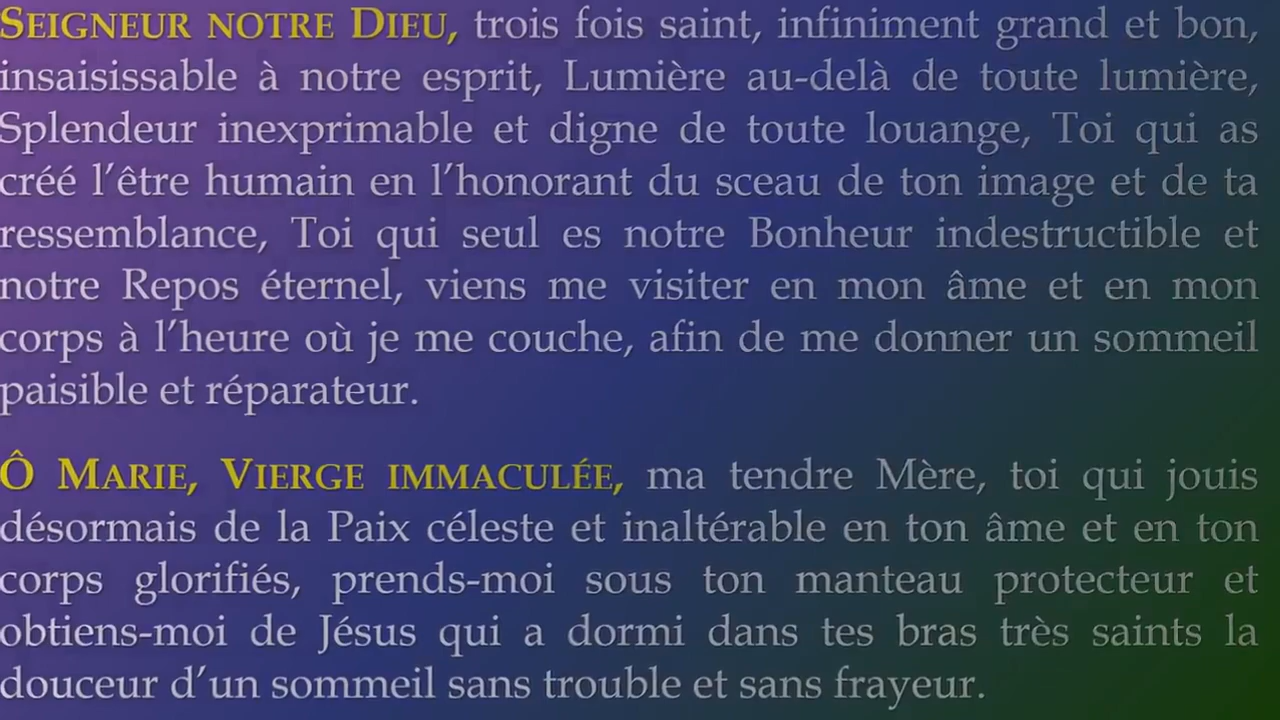 SEIGNEUR NOTRE DIEU, trois fois saint, infiniment grand et bon,
insaisissable à notre esprit, Lumière au-delà de toute lumière,
Splendeur inexprimable et digne de toute louange, Toi qui as
créé l’être humain en l’honorant du sceau de ton image et de ta
ressemblance, Toi qui seul es notre Bonheur indestructible et
notre Repos éternel, viens me visiter en mon âme et en mon
corps à l’heure où je me couche, afin de me donner un sommeil
paisible et réparateur.
Ô MARIE, VIERGE IMMACULÉE, ma tendre Mère, toi qui jouis
désormais de la Paix céleste et inaltérable en ton âme et en ton
corps glorifiés, prends-moi sous ton manteau protecteur et
obtiens-moi de Jésus qui a dormi dans tes bras très saints la
douceur d’un sommeil sans trouble et sans frayeur.